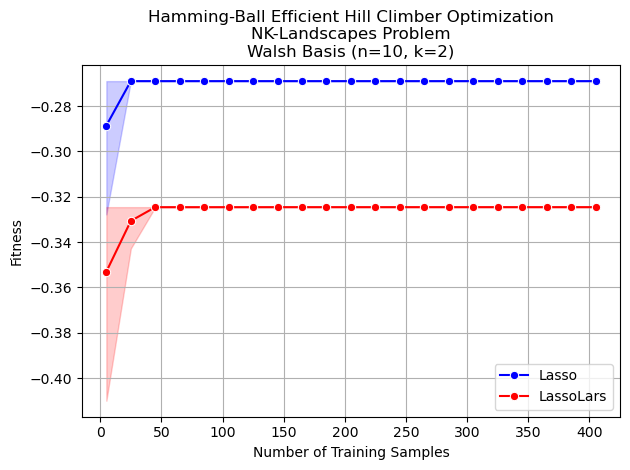 Hamming-Ball Efficient Hill Climber Optimization
NK-Landscapes Problem
Walsh Basis (n=10, k=2)
Fitness
−0.28
−0.30
−0.32
−0.34
−0.36
−0.38
−0.40
0 50 100 150 200 250 300 350 400
Number of Training Samples
Lasso
LassoLars